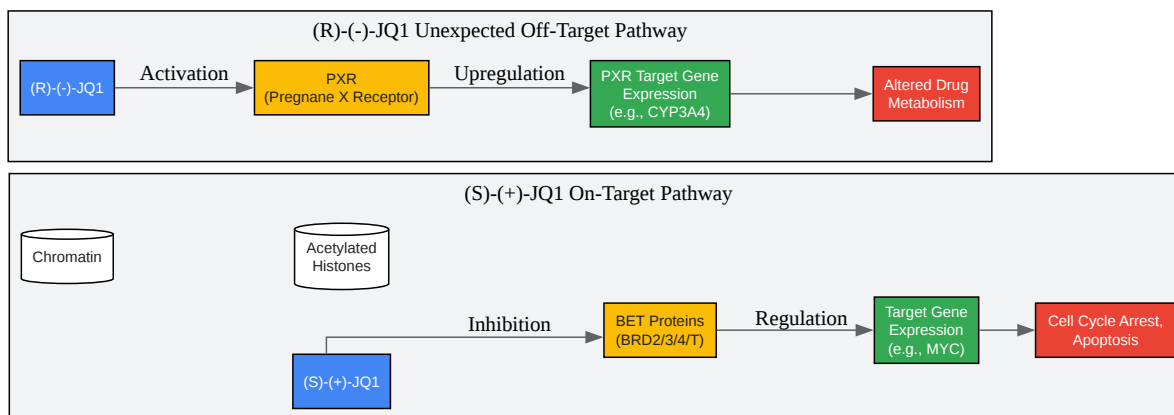 (R)-(-)-JQ1 Unexpected Off-Target Pathway
(R)-(-)-JQ1
Activation
PXR
(Pregnane X Receptor)
Upregulation
PXR Target Gene
Expression
(e.g., CYP3A4)
Altered Drug
Metabolism
(S)-(+)-JQ1 On-Target Pathway
Chromatin
Acetylated
Histones
(S)-(+)-JQ1
Inhibition
BET Proteins
(BRD2/3/4/T)
Regulation
Target Gene
Expression
(e.g., MYC)
Cell Cycle Arrest,
Apoptosis